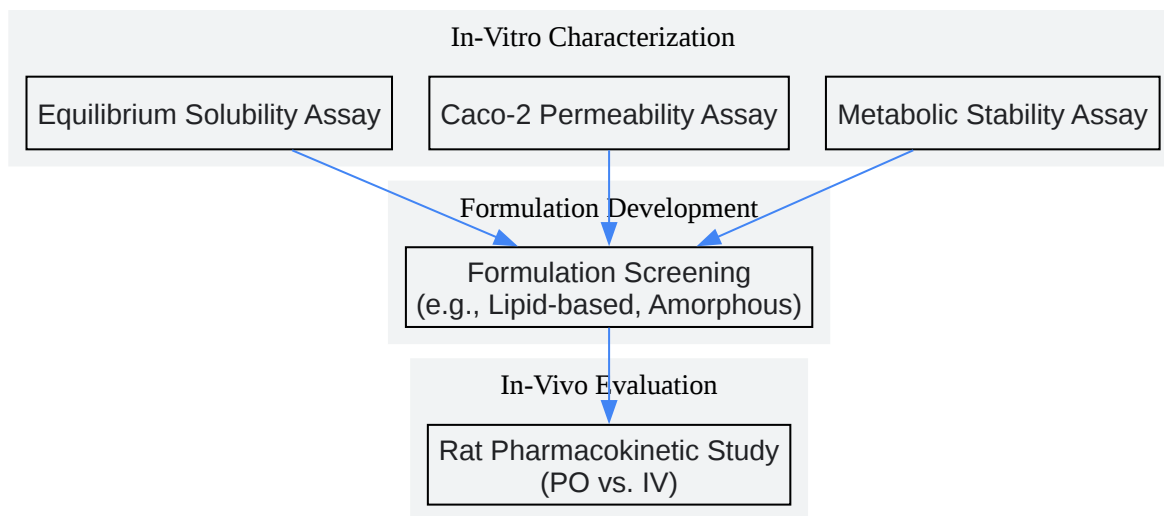 In-Vitro Characterization
Equilibrium Solubility Assay
Caco-2 Permeability Assay
Metabolic Stability Assay
Formulation Development
Formulation Screening
(e.g., Lipid-based, Amorphous)
In-Vivo Evaluation
Rat Pharmacokinetic Study
(PO vs. IV)